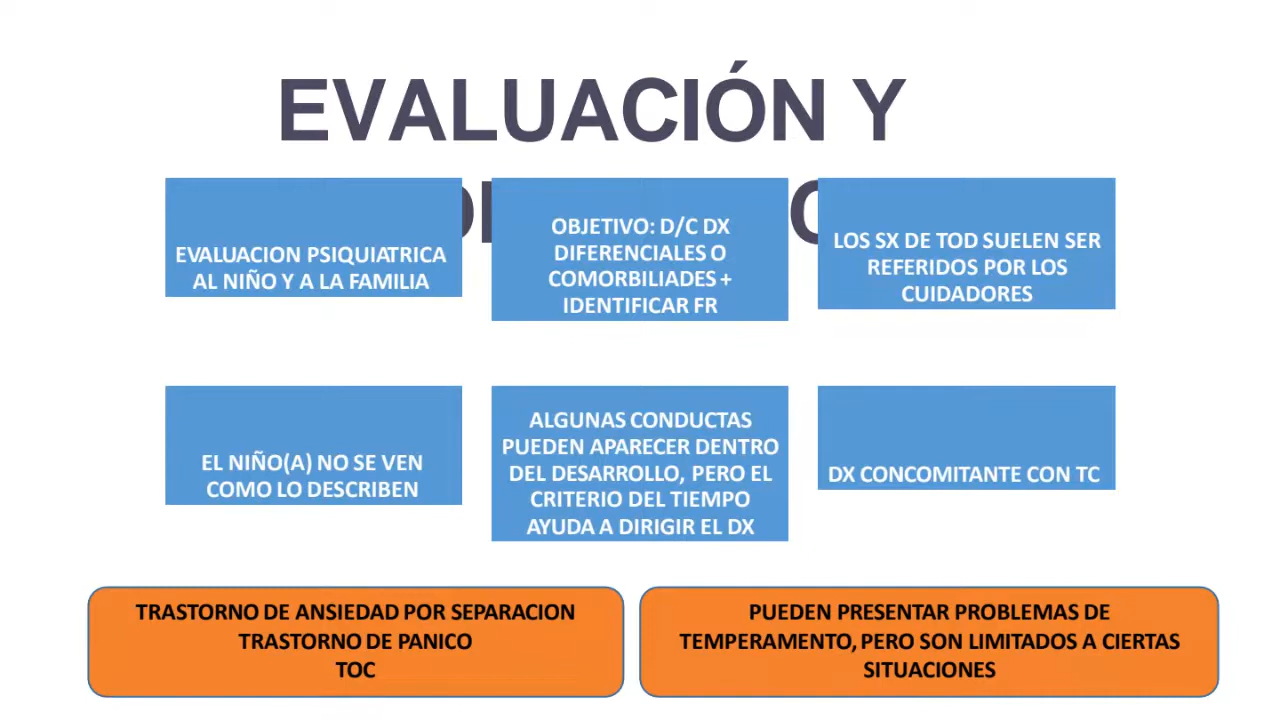 EVALUACIÓN Y
EVALUACION PSIQUIATRICA
AL NIÑO Y A LA FAMILIA
OBJETIVO: D/C DX
DIFERENCIALES O
COMORBILIADES +
IDENTIFICAR FR
LOS SX DE TOD SUELEN SER
REFERIDOS POR LOS
CUIDADORES
EL NIÑO(A) NO SE VEN
COMO LO DESCRIBEN
ALGUNAS CONDUCTAS
PUEDEN APARECER DENTRO
DEL DESARROLLO, PERO EL
CRITERIO DEL TIEMPO
AYUDA A DIRIGIR EL DX
DX CONCOMITANTE CON TC
TRASTORNO DE ANSIEDAD POR SEPARACION
TRASTORNO DE PANICO
TOC
PUEDEN PRESENTAR PROBLEMAS DE
TEMPERAMENTO, PERO SON LIMITADOS A CIERTAS
SITUACIONES